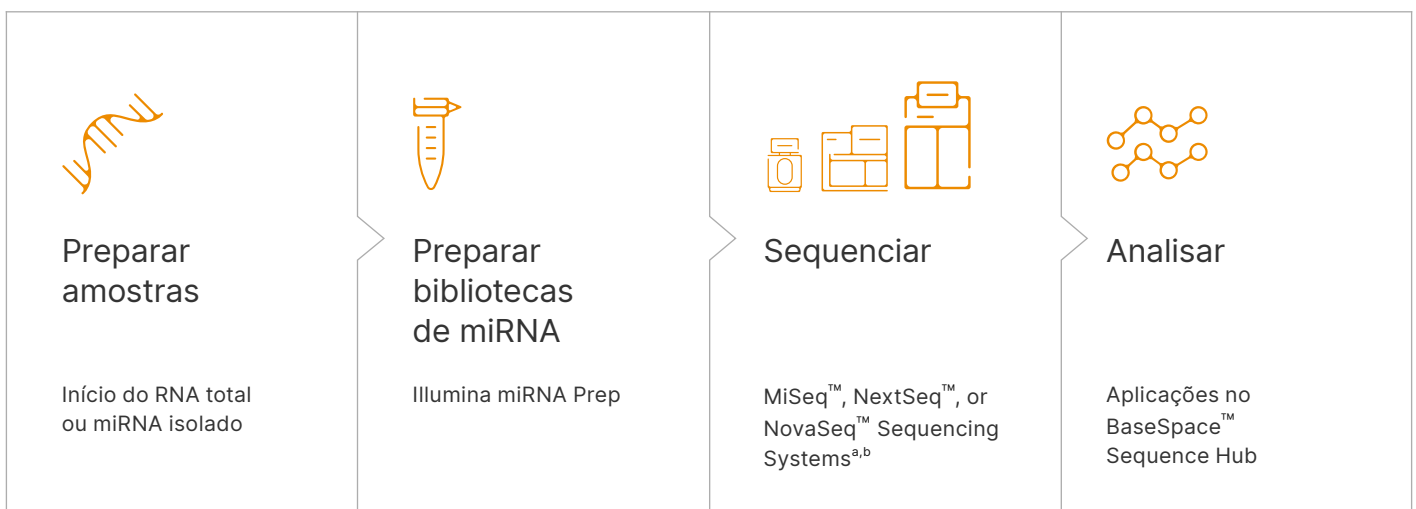 Preparar
amostras
Início do RNA total
ou miRNA isolado
Preparar
bibliotecas
de miRNA
Illumina miRNA Prep
Sequenciar
MiSeq™, NextSeq™, or
NovaSeq™ Sequencing
Systemsᵃ,ᵇ
Analisar
Aplicações no
BaseSpace™
Sequence Hub